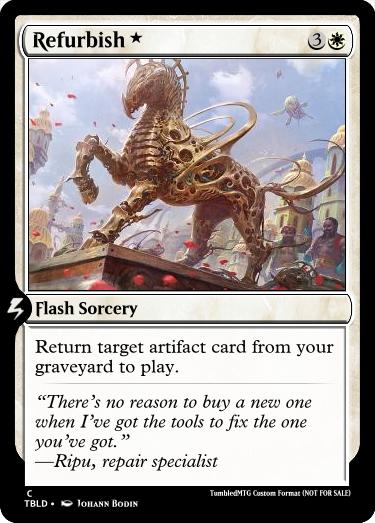 Refurbish ★ 3
Flash Sorcery
Return target artifact card from your
graveyard to play.
“There’s no reason to buy a new one
when I’ve got the tools to fix the one
you’ve got.”
—Ripu, repair specialist
C
TBLD • Johann Bodin
TumbledMTG Custom Format (NOT FOR SALE)